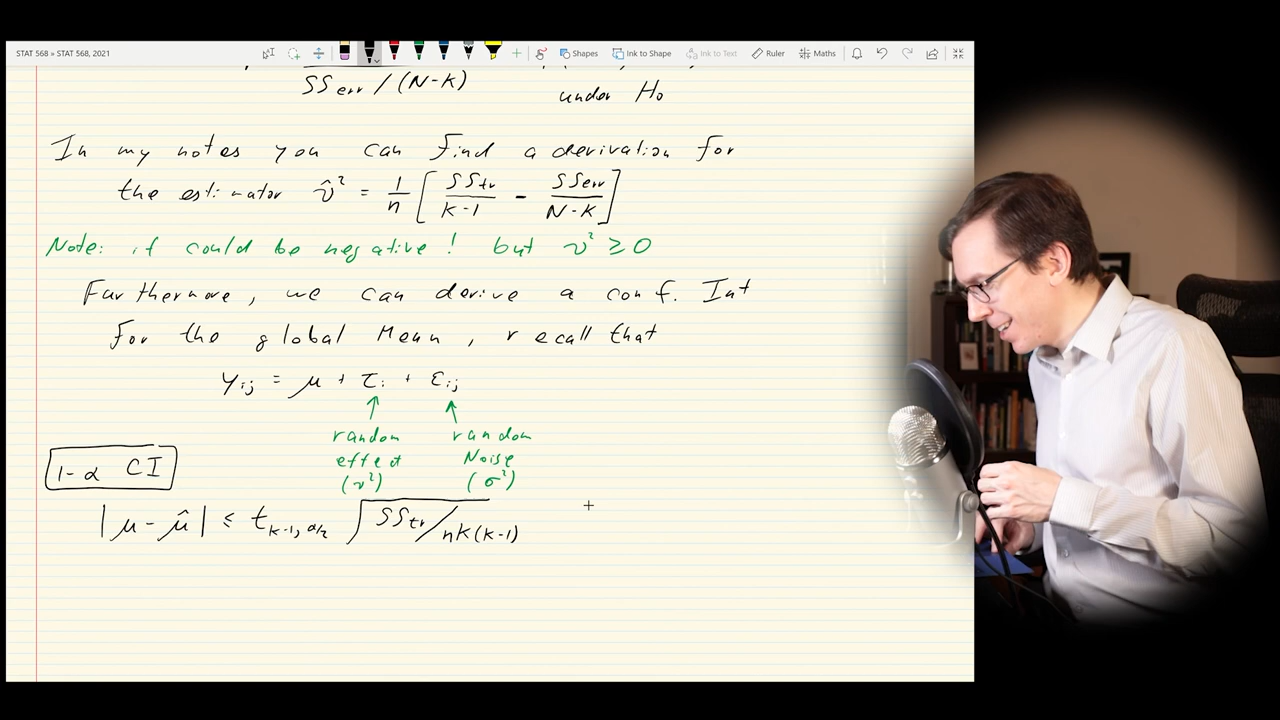 STAT 568 » STAT 568, 2021
Shapes Ink to Shape Ink to Text Ruler Maths
SSerr / (N-K) under H₀
In my notes you can find a derivation for
the estimator ν̂² = 1/n [ SStr/k-1 - SSerr/N-K ]
Note: it could be negative! but ν² ≥ 0
Furthermore, we can derive a conf. Int
for the global Mean, recall that
yij = μ + τi + εij
random effect (ν²)
random Noise (σ²)
1-α CI
|μ - μ̂| ≤ t k-1, α/2 √ SStr / nk(k-1)